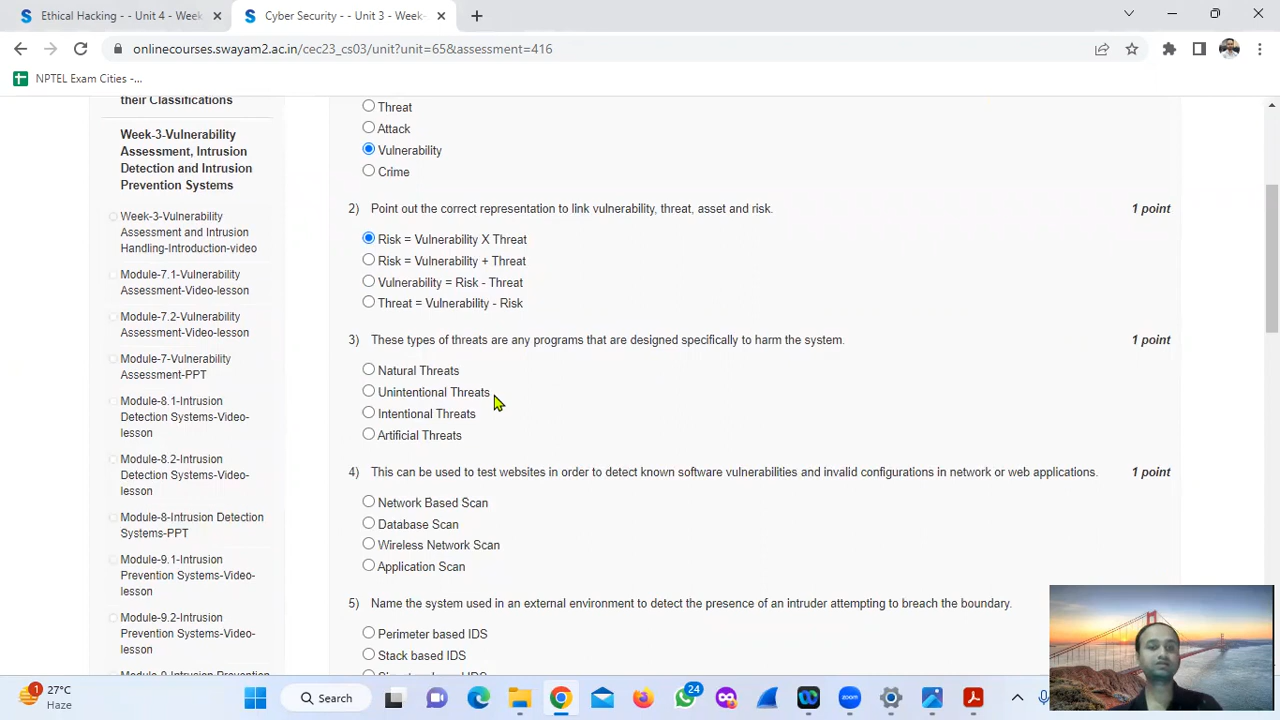 Ethical Hacking - - Unit 4 - Week
Cyber Security - - Unit 3 - Week-
onlinecourses.swayam2.ac.in/cec23_cs03/unit?unit=65&assessment=416
NPTEL Exam Cities -...
their Classifications
Week-3-Vulnerability
Assessment, Intrusion
Detection and Intrusion
Prevention Systems
Week-3-Vulnerability
Assessment and Intrusion
Handling-Introduction-video
Module-7.1-Vulnerability
Assessment-Video-lesson
Module-7.2-Vulnerability
Assessment-Video-lesson
Module-7-Vulnerability
Assessment-PPT
Module-8.1-Intrusion
Detection Systems-Video-
lesson
Module-8.2-Intrusion
Detection Systems-Video-
lesson
Module-8-Intrusion Detection
Systems-PPT
Module-9.1-Intrusion
Prevention Systems-Video-
lesson
Module-9.2-Intrusion
Prevention Systems-Video-
lesson
Threat
Attack
Vulnerability
Crime
2) Point out the correct representation to link vulnerability, threat, asset and risk. 1 point
Risk = Vulnerability X Threat
Risk = Vulnerability + Threat
Vulnerability = Risk - Threat
Threat = Vulnerability - Risk
3) These types of threats are any programs that are designed specifically to harm the system. 1 point
Natural Threats
Unintentional Threats
Intentional Threats
Artificial Threats
4) This can be used to test websites in order to detect known software vulnerabilities and invalid configurations in network or web applications. 1 point
Network Based Scan
Database Scan
Wireless Network Scan
Application Scan
5) Name the system used in an external environment to detect the presence of an intruder attempting to breach the boundary.
Perimeter based IDS
Stack based IDS
1
27°C
Haze
Search
24